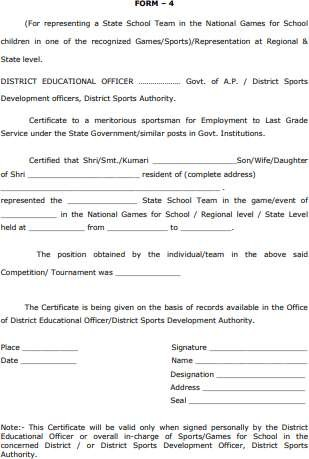 FORM – 4
(For representing a State School Team in the National Games for School
children in one of the recognized Games/Sports)/Representation at Regional &
State level.
DISTRICT EDUCATIONAL OFFICER ………………… Govt. of A.P. / District Sports
Development officers, District Sports Authority.
Certificate to a meritorious sportsman for Employment to Last Grade
Service under the State Government/similar posts in Govt. Institutions.
Certified that Shri/Smt./Kumari __________________Son/Wife/Daughter
of Shri ________________________ resident of (complete address)
_______________________________________________ .
represented the _______________ State School Team in the game/event of
____________ in the National Games for School / Regional level / State Level
held at ____________ from _____________ to ___________.
The position obtained by the individual/team in the above said
Competition/ Tournament was ______________
The Certificate is being given on the basis of records available in the Office
of District Educational Officer/District Sports Development Authority.
Place ____________ Signature _____________________
Date ____________ Name ________________________
Designation ___________________
Address ______________________
Seal _________________________
Note:- This Certificate will be valid only when signed personally by the District
Educational Officer or overall in-charge of Sports/Games for School in the
concerned District / or District Sports Development Officer, District Sports
Authority.